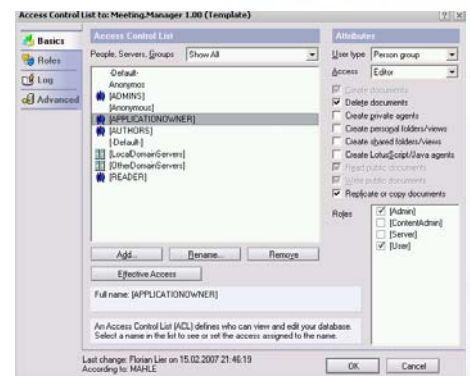 Access Control List to: Meeting.Manager 1.00 (Template)
Basics
Roles
Log
Advanced
Access Control List
People, Servers, Groups
Show All
-Default-
Anonymos
[ADMINS]
[Anonymous]
[APPLICATIONOWNER]
[AUTHORS]
[-Default-]
[LocalDomainServers]
[OtherDomainServers]
[READER]
Add...
Rename...
Remove
Effective Access
Full name: [APPLICATIONOWNER]
An Access Control List (ACL) defines who can view and edit your database.
Select a name in the list to see or set the access assigned to the name.
Attributes
User type
Person group
Access
Editor
Create documents
Delete documents
Create private agents
Create personal folders/views
Create shared folders/views
Create LotusScript/Java agents
Read public documents
Write public documents
Replicate or copy documents
Roles
[Admin]
[ContentAdmin]
[Server]
[User]
Last change: Florian Lier on 15.02.2007 21:46:19
According to: MAHLE
OK
Cancel